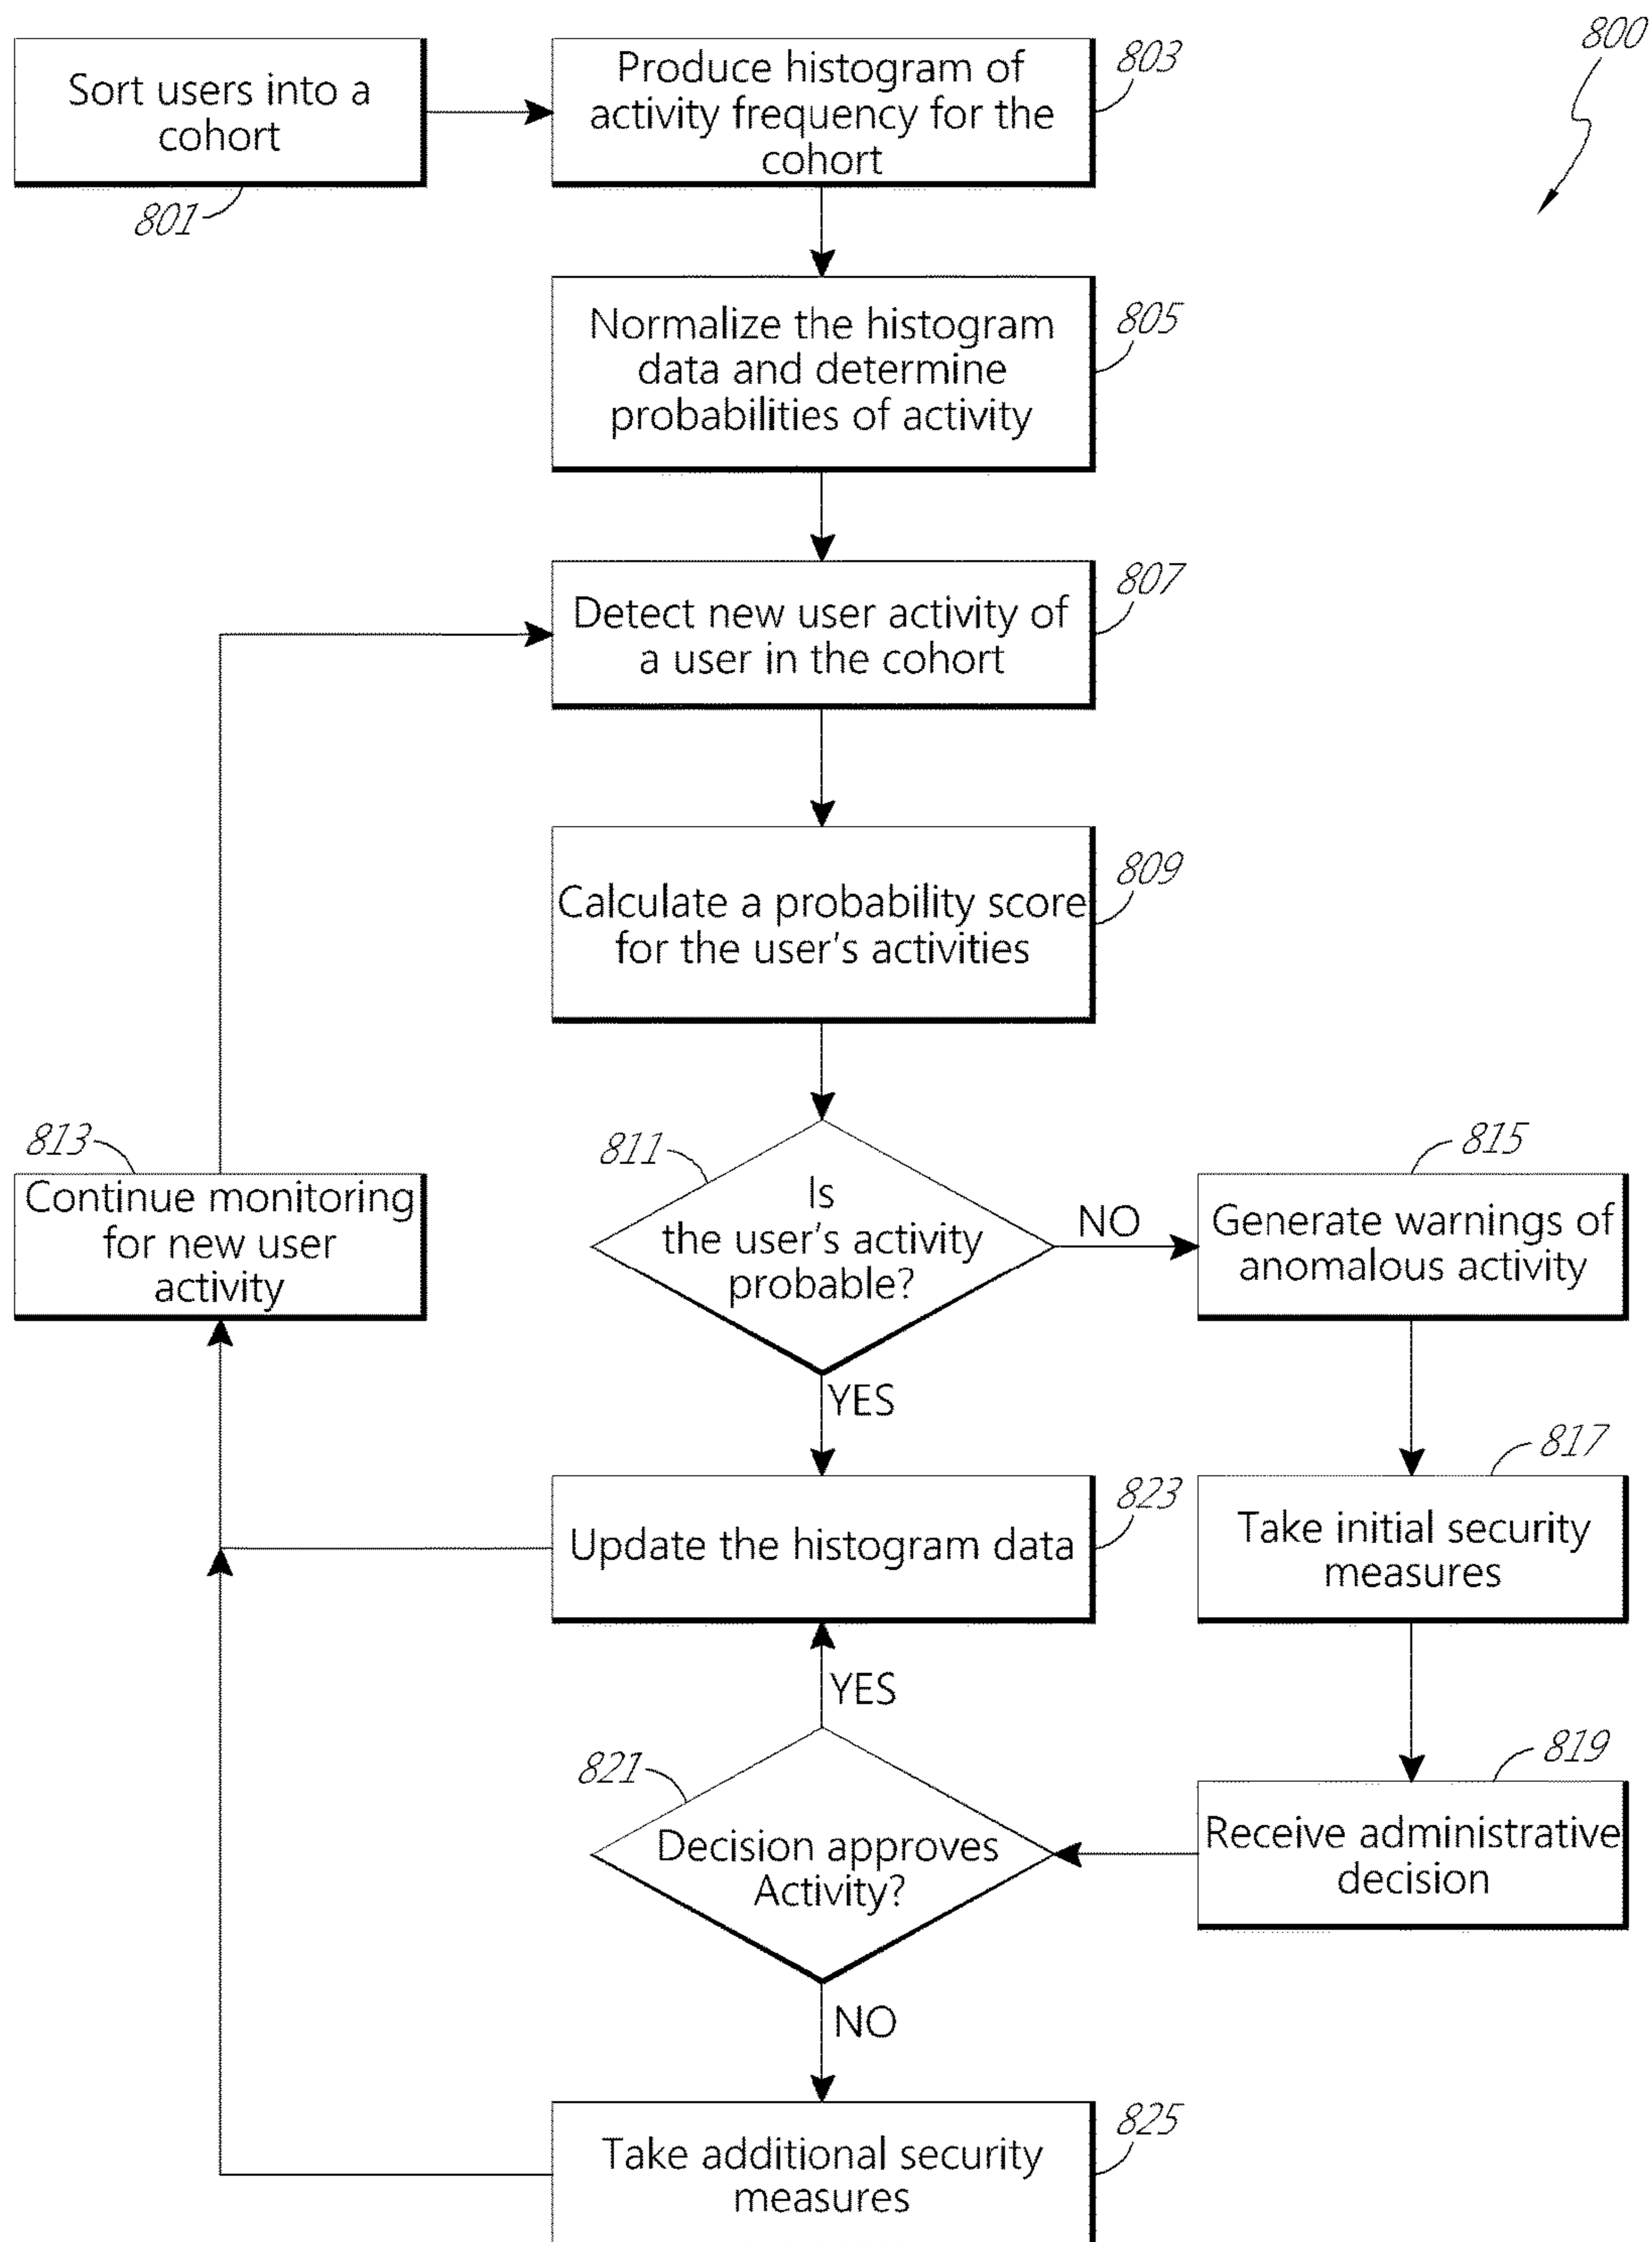 800
Sort users into a
cohort
801
Produce histogram of
activity frequency for the
cohort
803
Normalize the histogram
data and determine
probabilities of activity
805
Detect new user activity of
a user in the cohort
807
Calculate a probability score
for the user's activities
809
813
Continue monitoring
for new user
activity
811
Is
the user's activity
probable?
NO
815
Generate warnings of
anomalous activity
YES
817
Take initial security
measures
823
Update the histogram data
YES
819
Receive administrative
decision
821
Decision approves
Activity?
NO
825
Take additional security
measures